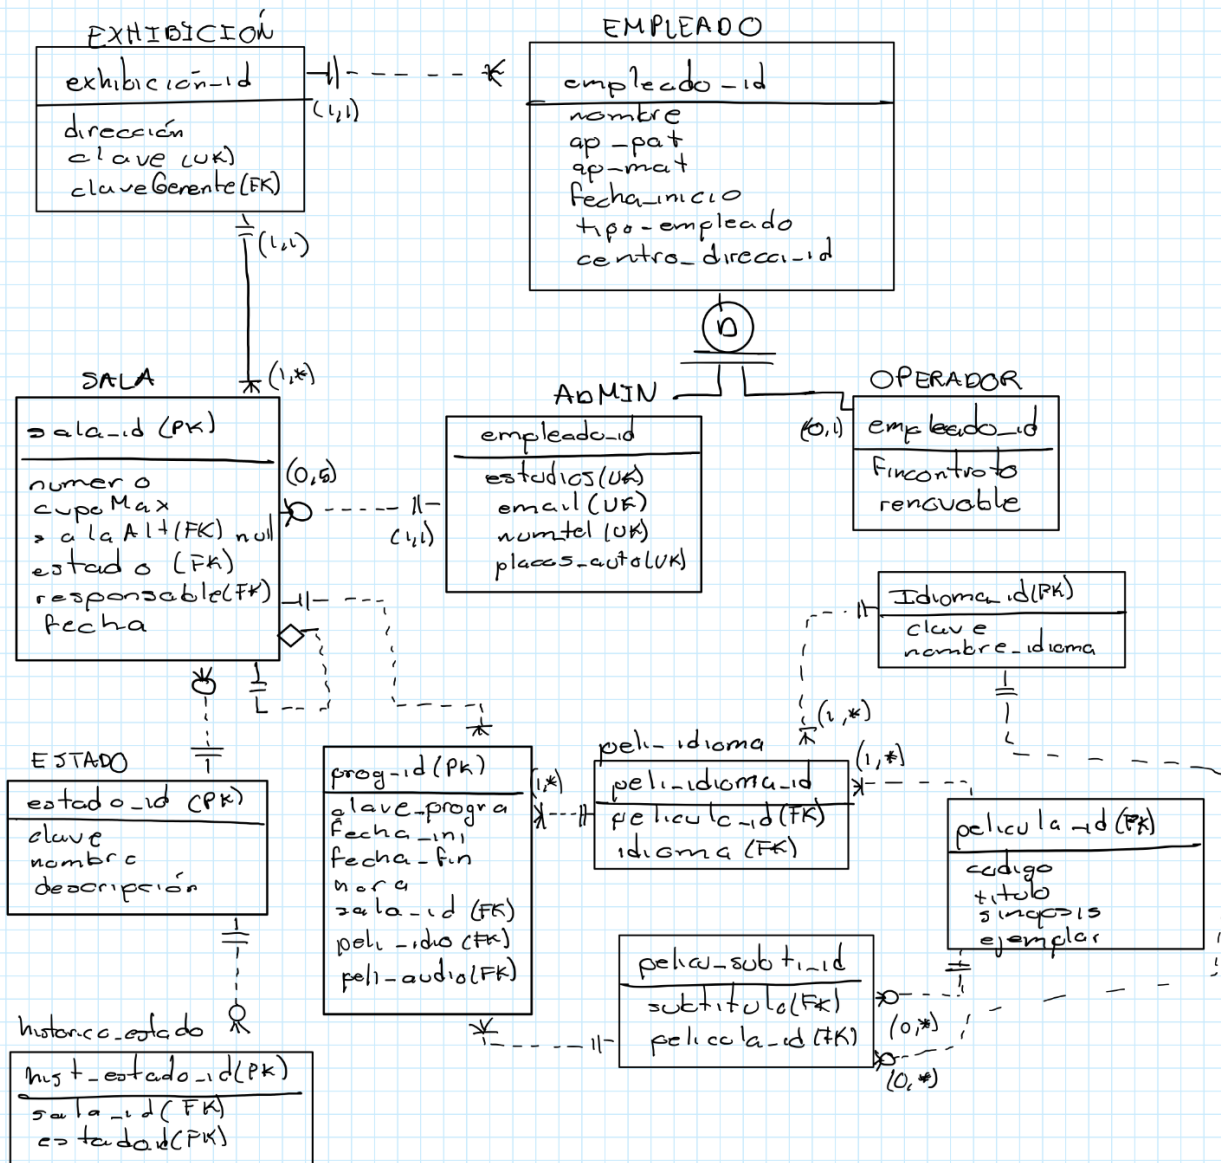 EXHIBICIÓN
exhibición_id
(1,1)
dirección
clave (UK)
claveGerente(FK)
(1,1)
EMPLEADO
empleado_id
nombre
ap_pat
ap_mat
fecha_inicio
tipo_empleado
centro_direcci_id
D
(1,*)
SALA
sala_id (PK)
numero
cupoMax
salaAlt(FK) null
estado (FK)
responsable(FK)
fecha
(0,5)
(1,1)
ADMIN
empleado_id
estudios(UK)
email(UK)
numtel (UK)
placas_auto(UK)
OPERADOR
(0,1)
empleado_id
Fincontrato
renovable
Idioma_id(PK)
clave
nombre_idioma
(1,*)
ESTADO
estado_id (PK)
clave
nombre
descripción
prog_id(PK)
clave_progra
fecha_ini
fecha_fin
hora
sala_id (FK)
peli_idio(FK)
peli_audio(FK)
(1,*)
peli_idioma
peli_idioma_id
pelicula_id(FK)
idioma (FK)
(1,*)
pelicula_id(PK)
codigo
titulo
sinopsis
ejemplar
pelicu_subti_id
subtitulo(FK)
pelicula_id(FK)
(0,*)
(0,*)
historico_estado
hist_estado_id(PK)
sala_id(FK)